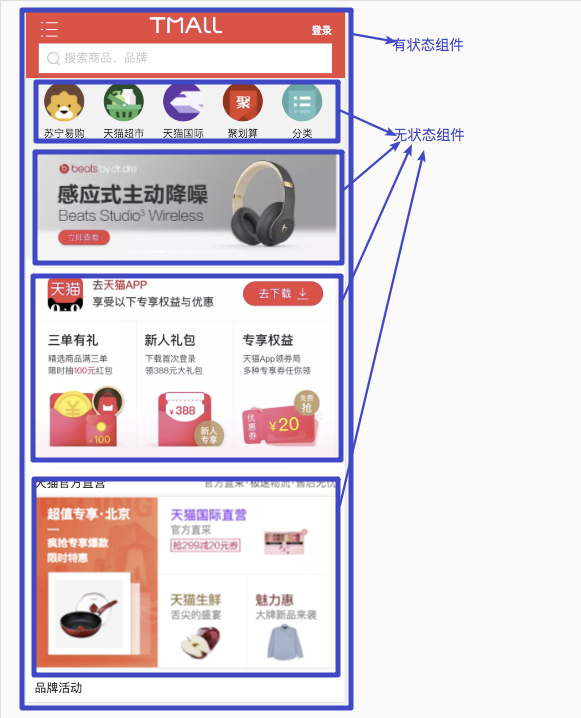 TMALL
登录
搜索商品、品牌
有状态组件
苏宁易购 天猫超市 天猫国际 聚划算 分类
聚
无状态组件
beats by dr.dre
感应式主动降噪
Beats Studio³ Wireless
立即查看
天猫
去天猫APP
享受以下专享权益与优惠
去下载
三单有礼
精选商品满三单
限时抽100元红包
新人礼包
下载首次登录
领388元大礼包
专享权益
天猫App领券局
多种专享券任你领
¥
¥100
¥388
新人
专享
免费
抢
优惠券
¥20
天猫官方直营
官方直采·极速物流·售后无忧
超值专享·北京
疯抢专享爆款
限时特惠
天猫国际直营
官方直采
抢299减20元券
天猫生鲜
舌尖的盛宴
魅力惠
大牌新品来袭
品牌活动